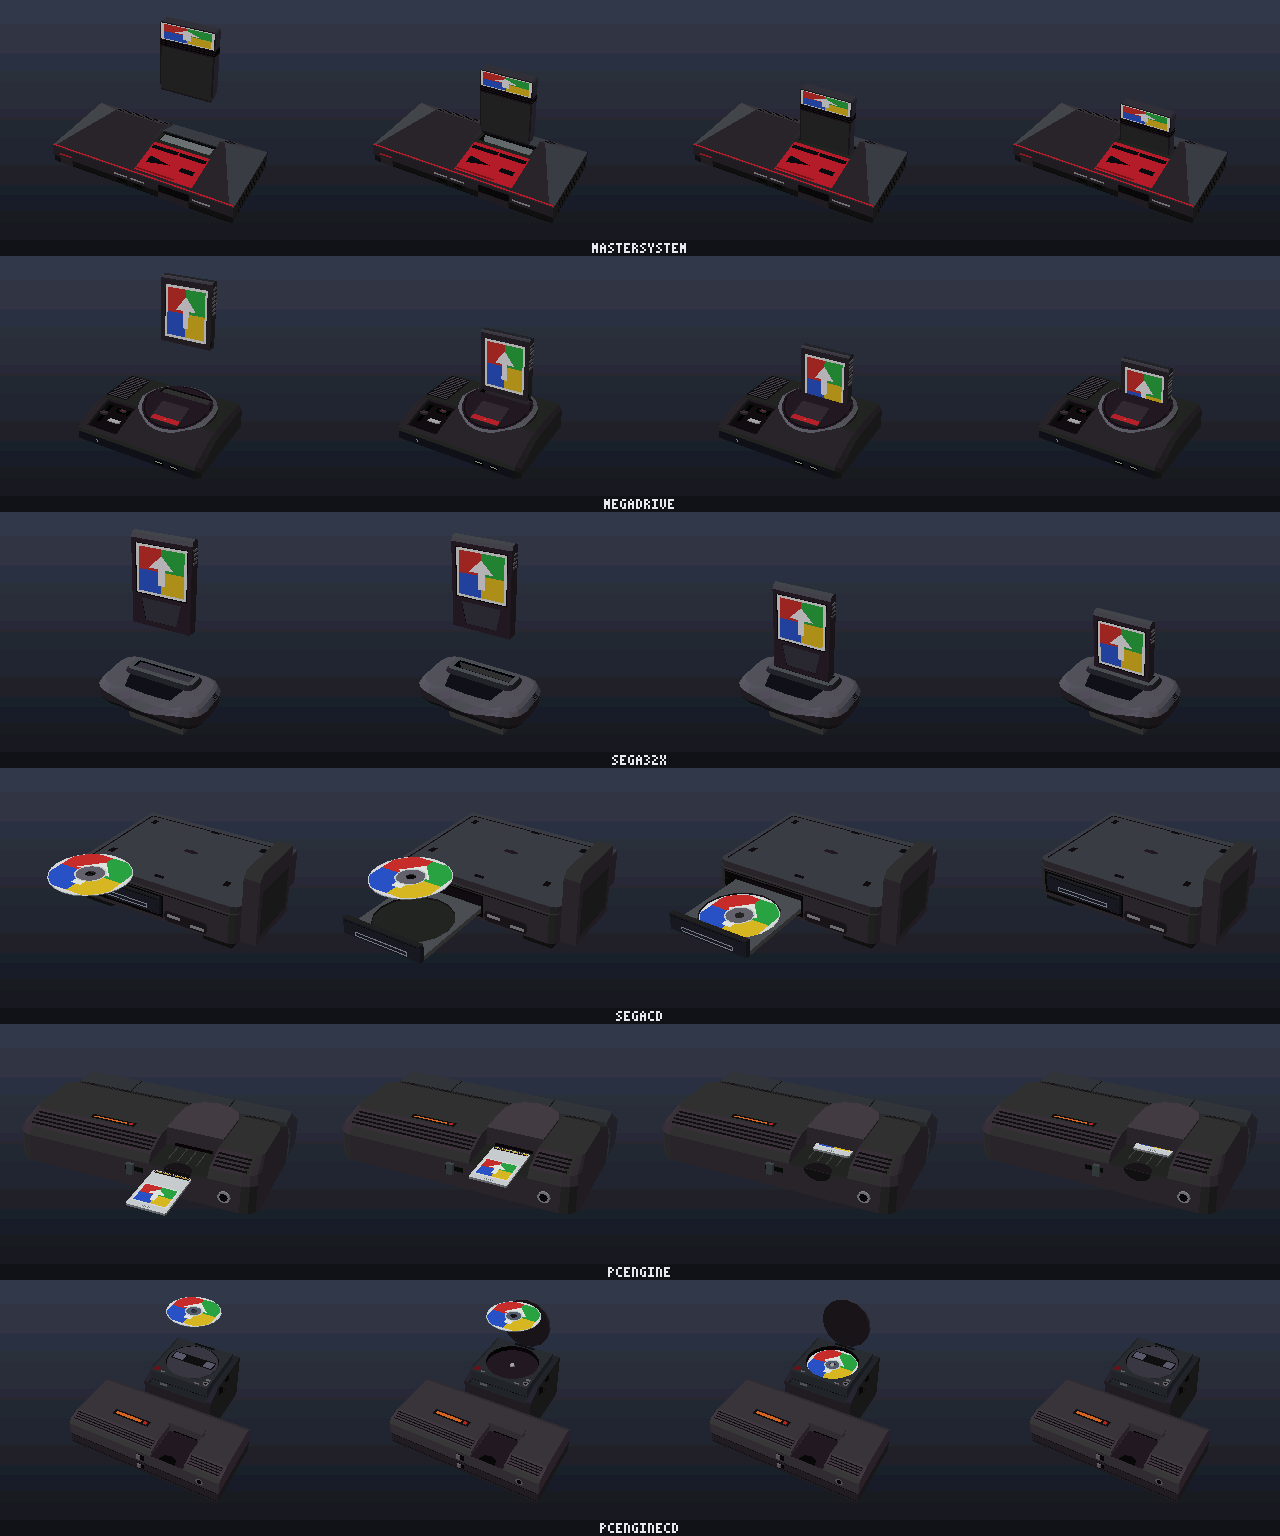 MASTERSYSTEM
MEGADRIVE
SEGA32X
SEGACD
PCENGINE
PCENGINECD